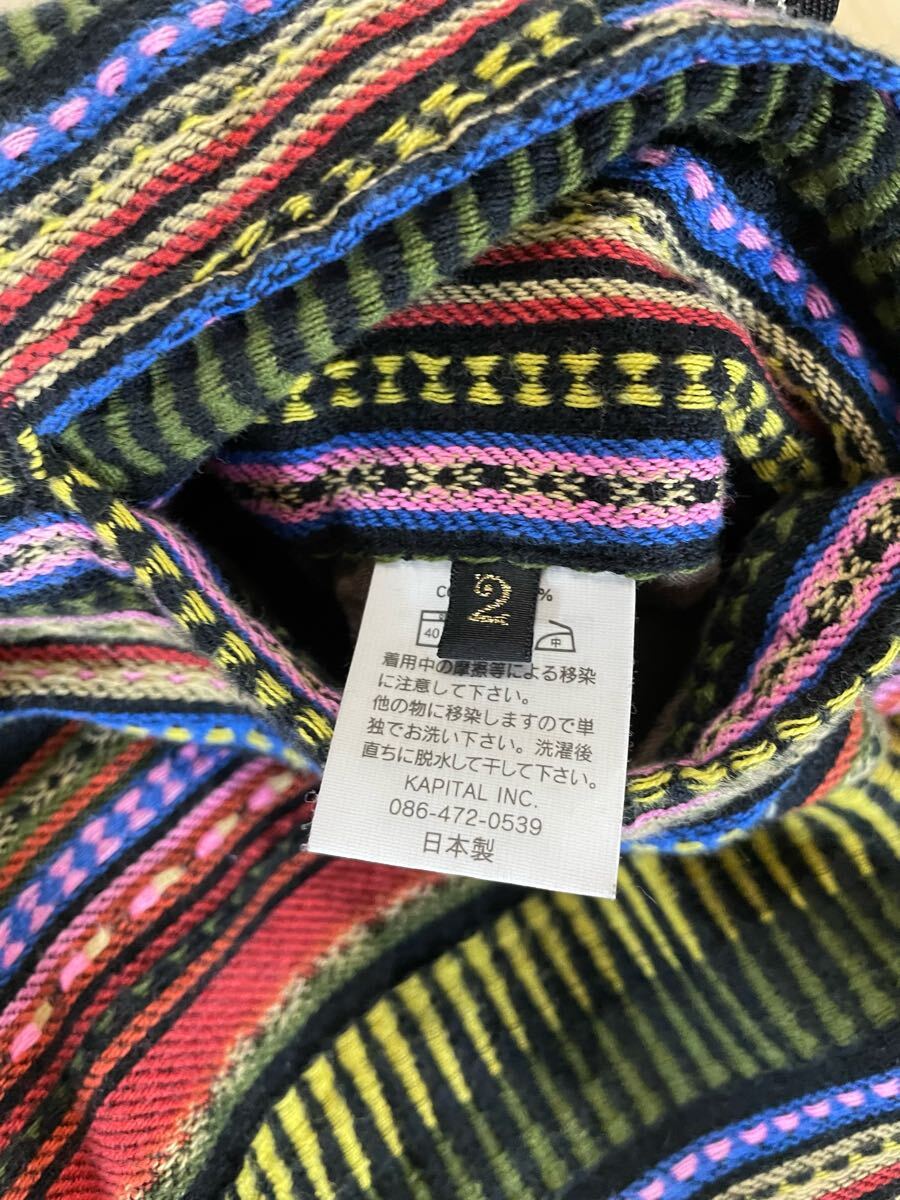 2
%
40
中
着用中の摩擦等による移染
に注意して下さい。
他の物に移染しますので単
独でお洗い下さい。洗濯後
直ちに脱水して干して下さい。
KAPITAL INC.
086-472-0539
日本製